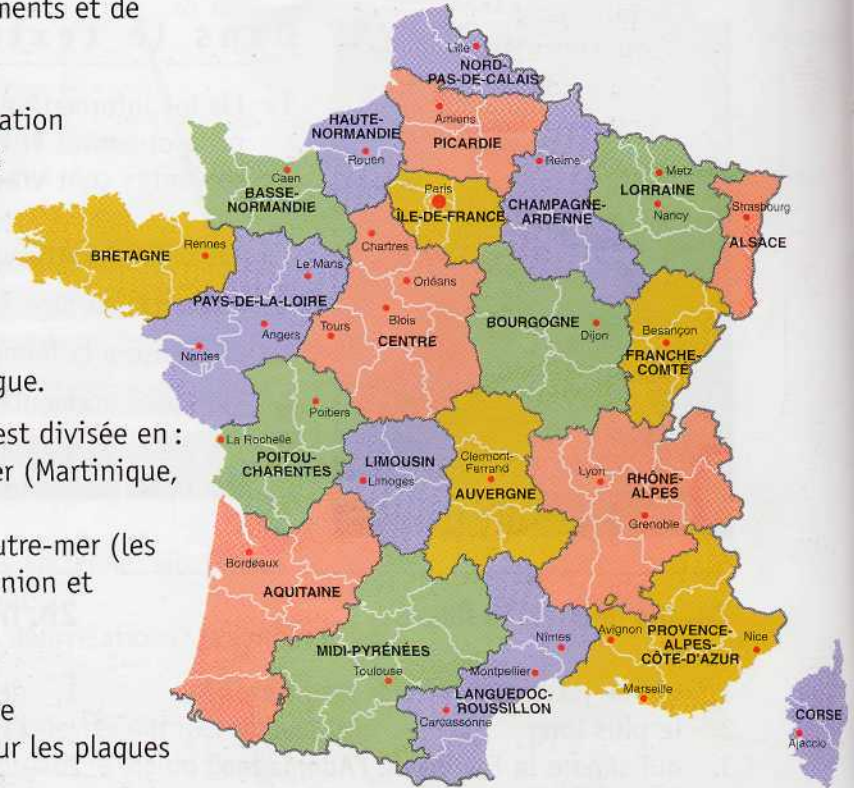 ments et de
ation
gue.
est divisée en :
er (Martinique,
utre-mer (les
union et
e
ur les plaques
Lille
NORD-
PAS-DE-CALAIS
Amiens
PICARDIE
HAUTE-
NORMANDIE
Rouen
Caen
BASSE-
NORMANDIE
Paris
ÎLE-DE-FRANCE
Reims
CHAMPAGNE-
ARDENNE
Metz
LORRAINE
Nancy
Strasbourg
ALSACE
BRETAGNE
Rennes
Le Mans
PAYS-DE-LA-LOIRE
Angers
Nantes
Chartres
Orléans
Blois
Tours
CENTRE
BOURGOGNE
Dijon
Besançon
FRANCHE-
COMTÉ
Poitiers
La Rochelle
POITOU-
CHARENTES
LIMOUSIN
Limoges
Clermont-
Ferrand
AUVERGNE
Lyon
RHÔNE-
ALPES
Grenoble
Bordeaux
AQUITAINE
MIDI-PYRÉNÉES
Toulouse
Nîmes
Montpellier
LANGUEDOC-
ROUSSILLON
Carcassonne
Avignon
PROVENCE-
ALPES-
CÔTE-D'AZUR
Nice
Marseille
CORSE
Ajaccio